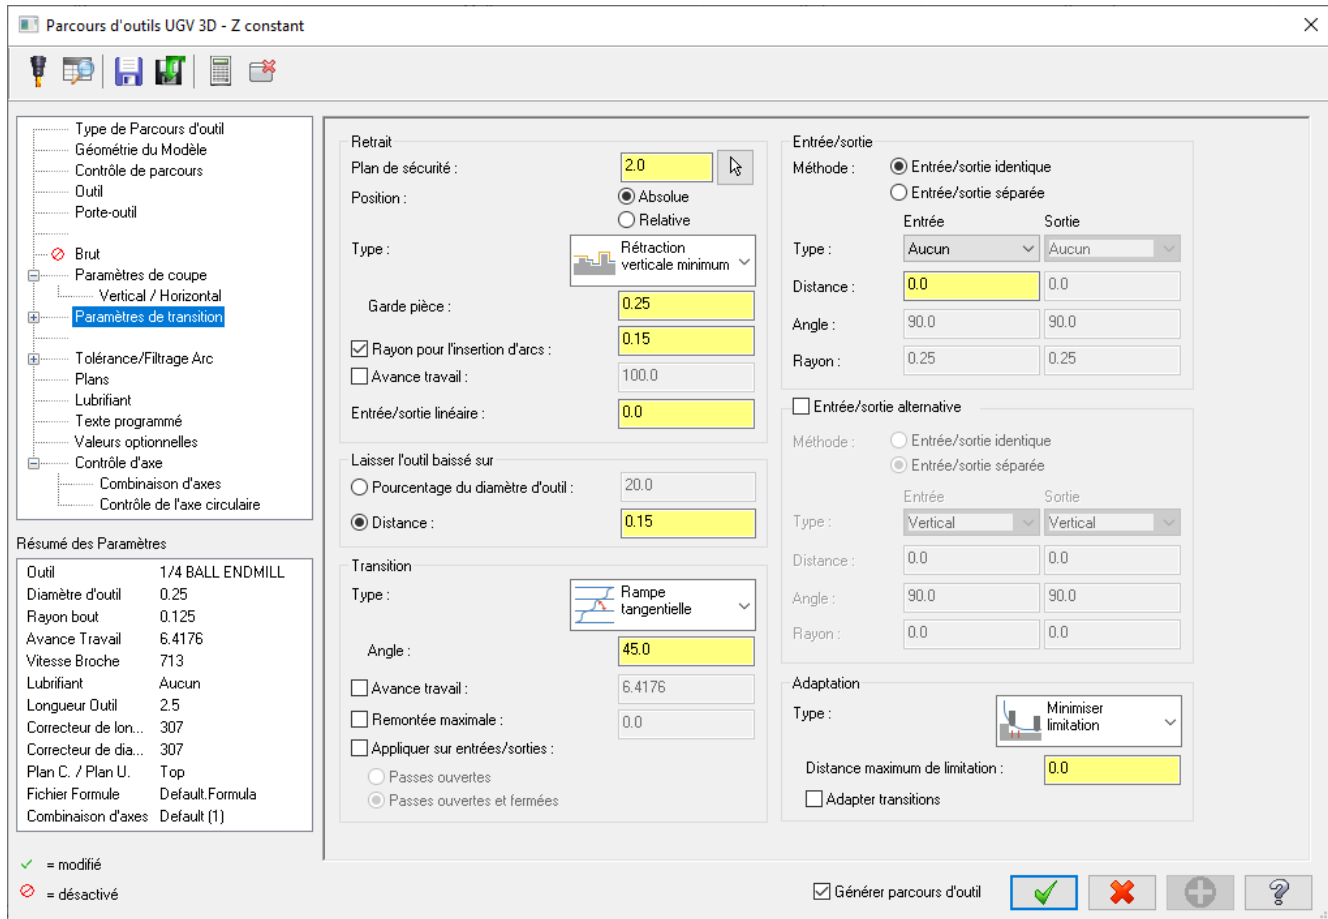 Parcours d'outils UGV 3D - Z constant
Type de Parcours d'outil
Géométrie du Modèle
Contrôle de parcours
Outil
Porte-outil
Brut
Paramètres de coupe
Vertical / Horizontal
Paramètres de transition
Tolérance/Filtrage Arc
Plans
Lubrifiant
Texte programmé
Valeurs optionnelles
Contrôle d'axe
Combinaison d'axes
Contrôle de l'axe circulaire
Résumé des Paramètres
Outil 1/4 BALL ENDMILL
Diamètre d'outil 0.25
Rayon bout 0.125
Avance Travail 6.4176
Vitesse Broche 713
Lubrifiant Aucun
Longueur Outil 2.5
Correcteur de lon... 307
Correcteur de dia... 307
Plan C. / Plan U. Top
Fichier Formule Default.Formula
Combinaison d'axes Default (1)
= modifié
= désactivé
Retrait
Plan de sécurité : 2.0
Position : Absolue
Relative
Type : Rétraction
verticale minimum
Garde pièce : 0.25
Rayon pour l'insertion d'arcs : 0.15
Avance travail : 100.0
Entrée/sortie linéaire : 0.0
Laisser l'outil baissé sur
Pourcentage du diamètre d'outil : 20.0
Distance : 0.15
Transition
Type : Rampe
tangentielle
Angle : 45.0
Avance travail : 6.4176
Remontée maximale : 0.0
Appliquer sur entrées/sorties :
Passes ouvertes
Passes ouvertes et fermées
Entrée/sortie
Méthode : Entrée/sortie identique
Entrée/sortie séparée
Entrée Sortie
Type : Aucun Aucun
Distance : 0.0 0.0
Angle : 90.0 90.0
Rayon : 0.25 0.25
Entrée/sortie alternative
Méthode : Entrée/sortie identique
Entrée/sortie séparée
Entrée Sortie
Type : Vertical Vertical
Distance : 0.0 0.0
Angle : 90.0 90.0
Rayon : 0.0 0.0
Adaptation
Type : Minimiser
limitation
Distance maximum de limitation : 0.0
Adapter transitions
Générer parcours d'outil